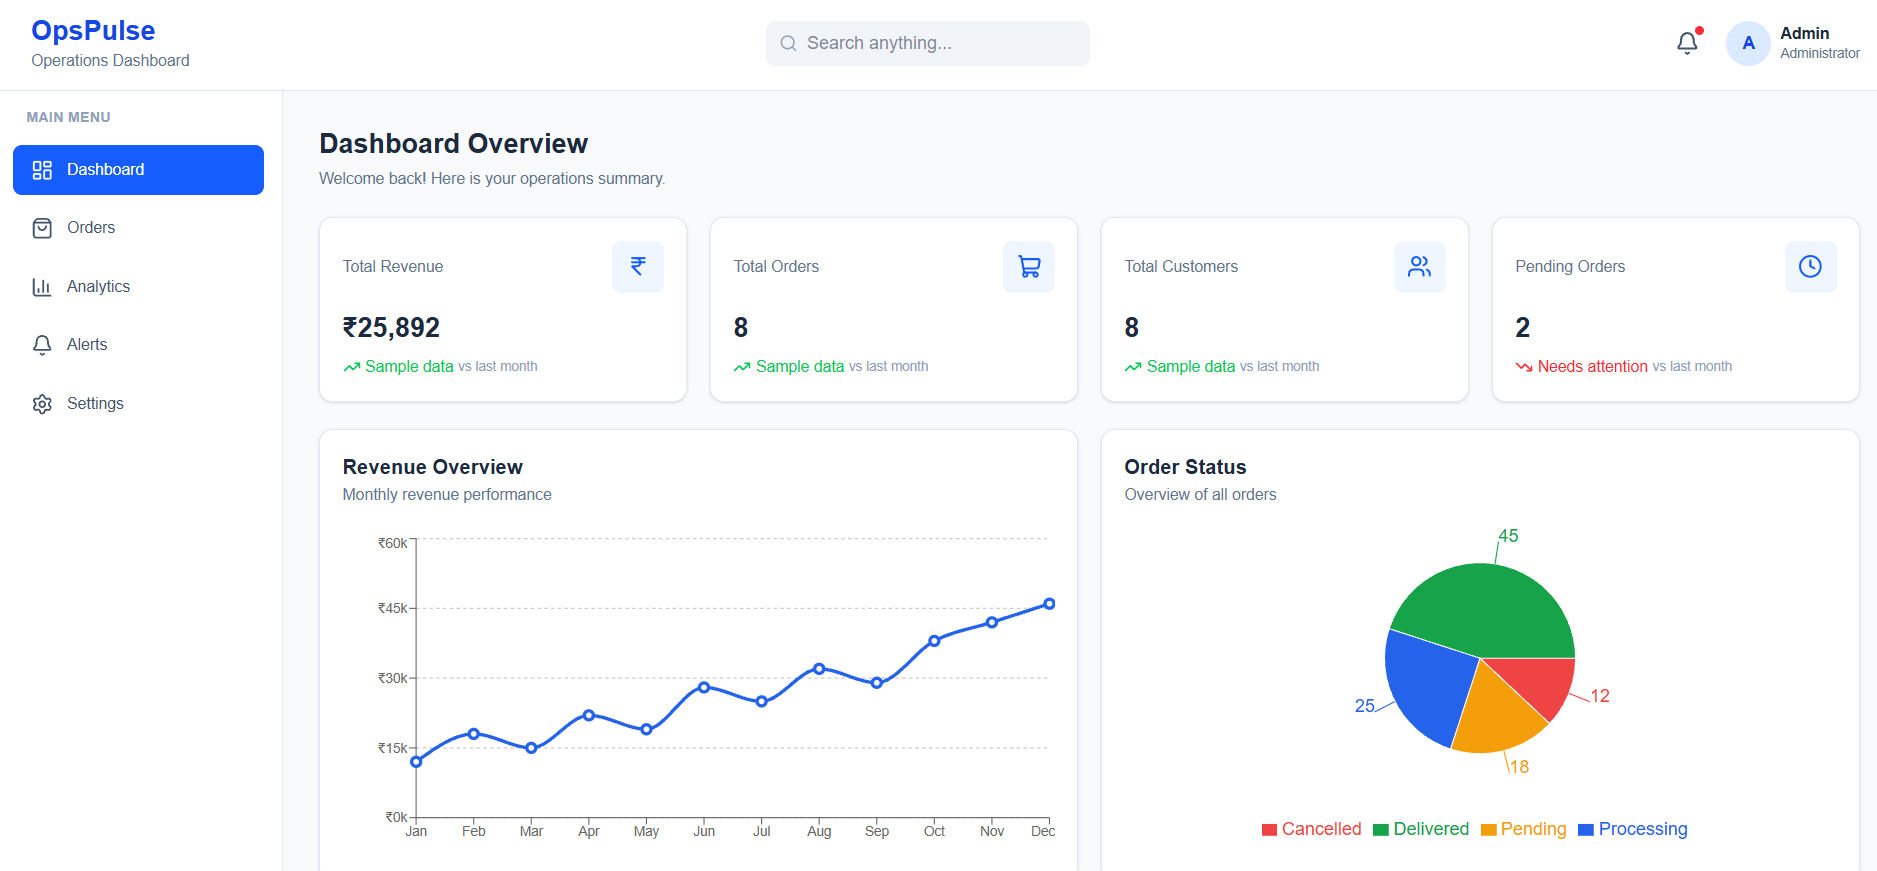 OpsPulse
Operations Dashboard
Search anything...
A
Admin
Administrator
MAIN MENU
Dashboard
Orders
Analytics
Alerts
Settings
Dashboard Overview
Welcome back! Here is your operations summary.
Total Revenue
₹
₹25,892
Sample data vs last month
Total Orders
8
Sample data vs last month
Total Customers
8
Sample data vs last month
Pending Orders
2
Needs attention vs last month
Revenue Overview
Monthly revenue performance
₹60k
₹45k
₹30k
₹15k
₹0k
Jan Feb Mar Apr May Jun Jul Aug Sep Oct Nov Dec
Order Status
Overview of all orders
45
12
25
18
Cancelled Delivered Pending Processing